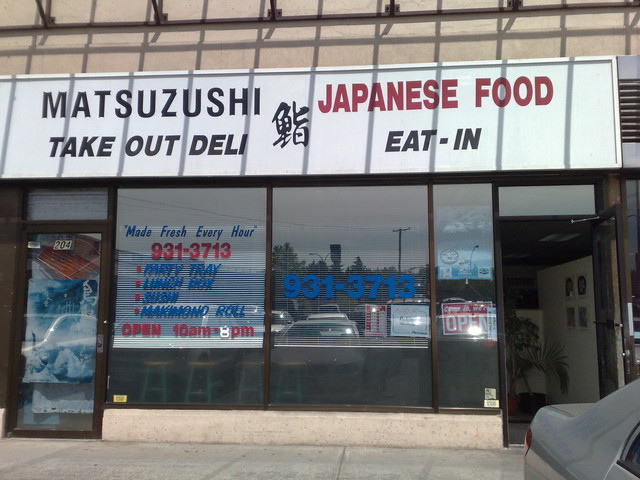 MATSUZUSHI 鮨 JAPANESE FOOD
TAKE OUT DELI EAT-IN
204
"Made Fresh Every Hour"
931-3713
PARTY TRAY
LUNCH BOX
SUSHI
MAKIMONO ROLL
OPEN 10am-8pm
931-3713
OPEN